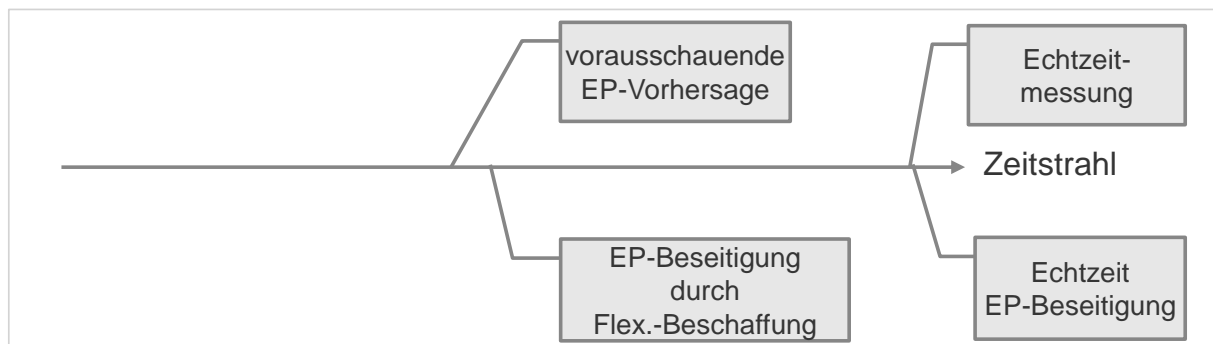 vorausschauende
EP-Vorhersage
Echtzeit-
messung
Zeitstrahl
EP-Beseitigung
durch
Flex.-Beschaffung
Echtzeit
EP-Beseitigung